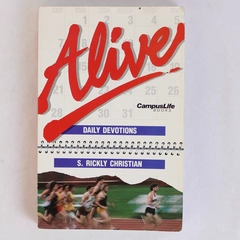 Alive
CampusLife
BOOKS
DAILY DEVOTIONS
S. RICKLY CHRISTIAN